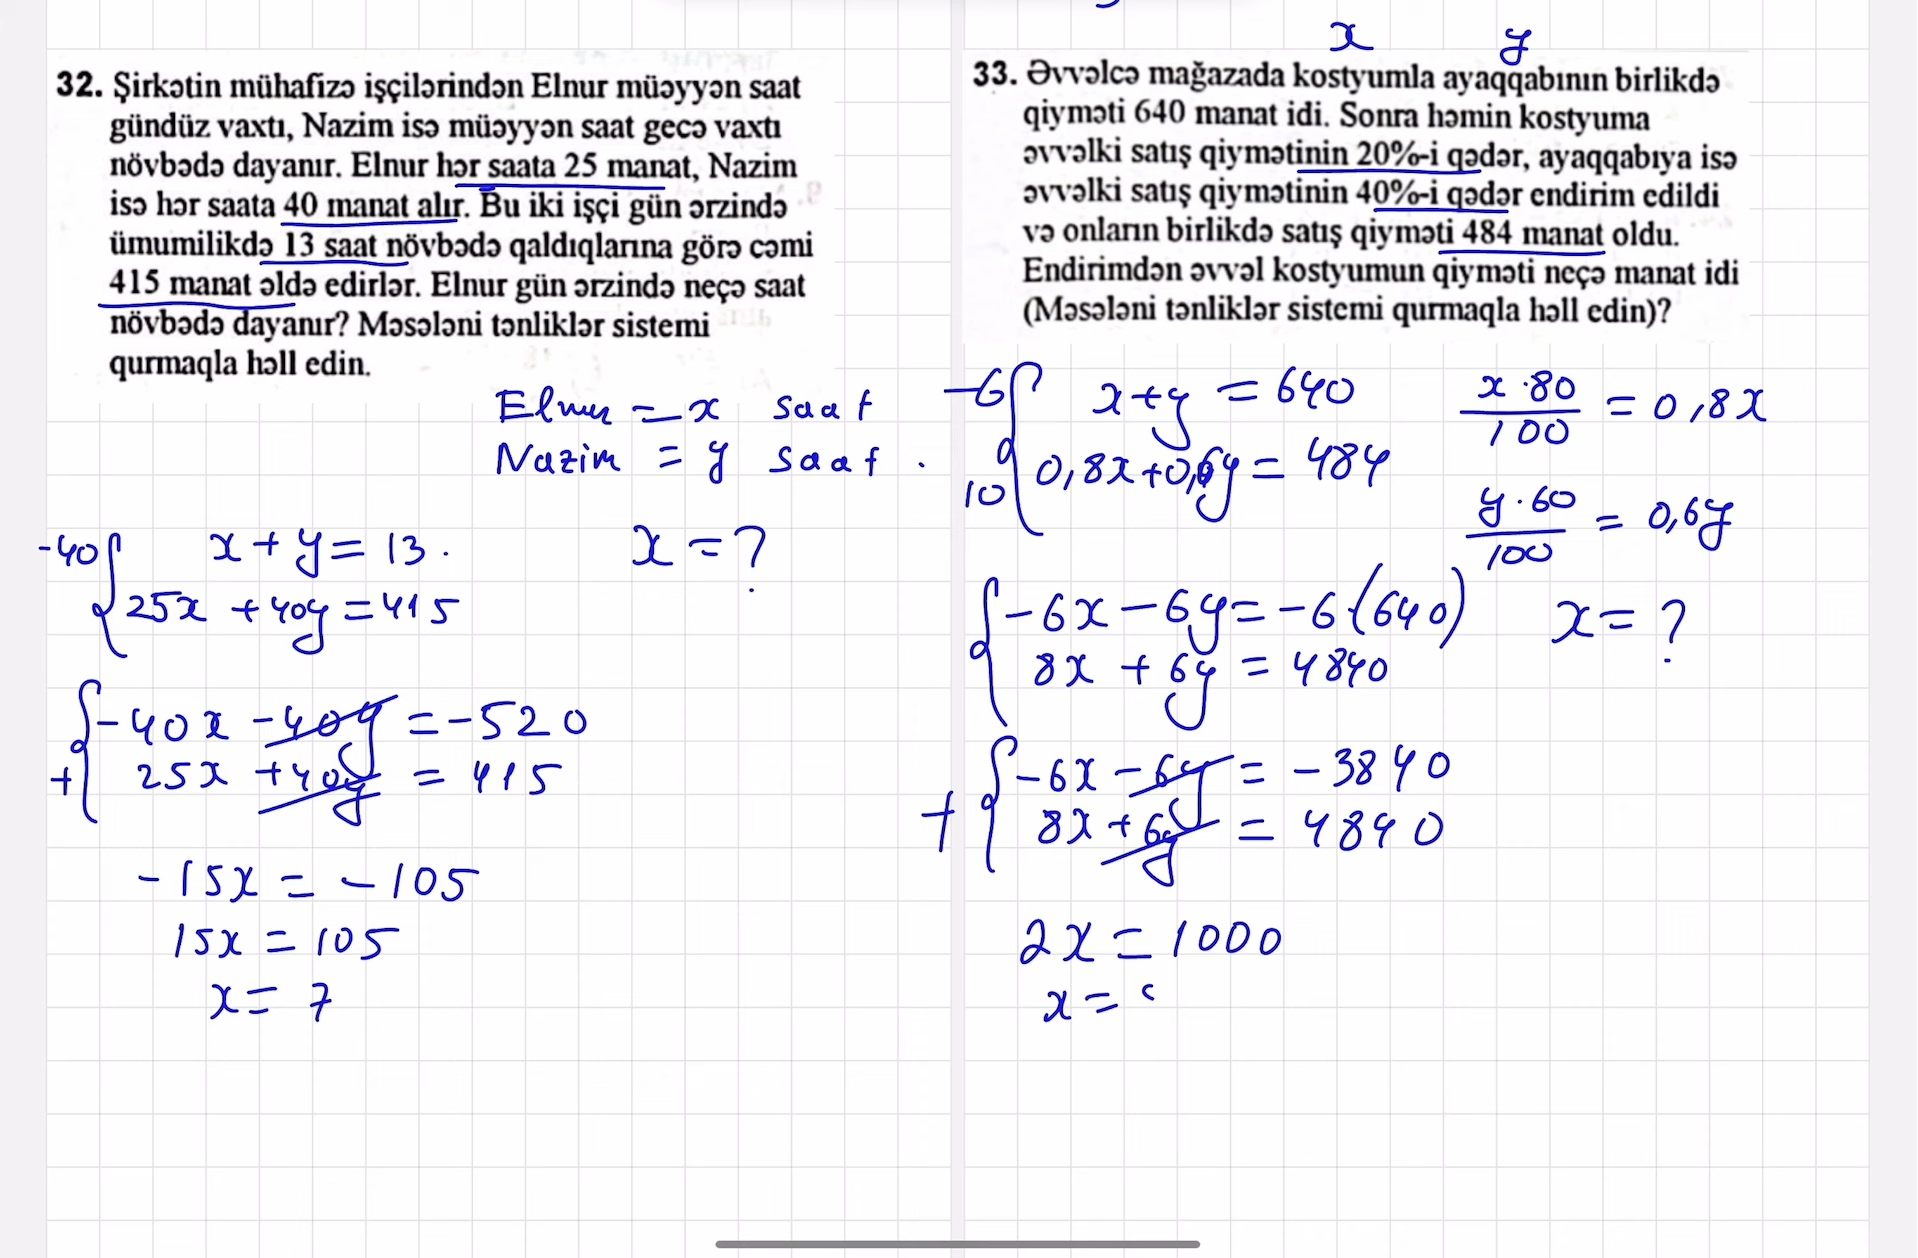 32. Şirkətin mühafizə işçilərindən Elnur müəyyən saat
gündüz vaxtı, Nazim isə müəyyən saat gecə vaxtı
növbədə dayanır. Elnur hər saata 25 manat, Nazim
isə hər saata 40 manat alır. Bu iki işçi gün ərzində
ümumilikdə 13 saat növbədə qaldıqlarına görə cəmi
415 manat əldə edirlər. Elnur gün ərzində neçə saat
növbədə dayanır? Məsələni tənliklər sistemi
qurmaqla həll edin.
Elnur = x saat
Nazim = y saat.
-40 x + y = 13.
25x + 40y = 415
x = ?
-40x - 40y = -520
+ 25x + 40y = 415
-15x = -105
15x = 105
x = 7
x y
33. Əvvəlcə mağazada kostyumla ayaqqabının birlikdə
qiyməti 640 manat idi. Sonra həmin kostyuma
əvvəlki satış qiymətinin 20%-i qədər, ayaqqabıya isə
əvvəlki satış qiymətinin 40%-i qədər endirim edildi
və onların birlikdə satış qiyməti 484 manat oldu.
Endirimdən əvvəl kostyumun qiyməti neçə manat idi
(Məsələni tənliklər sistemi qurmaqla həll edin)?
-6 x + y = 640
10 0,8x + 0,6y = 484
x · 80 / 100 = 0,8x
y · 60 / 100 = 0,6y
-6x - 6y = -6(640)
8x + 6y = 4840
x = ?
-6x - 6y = -3840
+ 8x + 6y = 4840
2x = 1000
x =